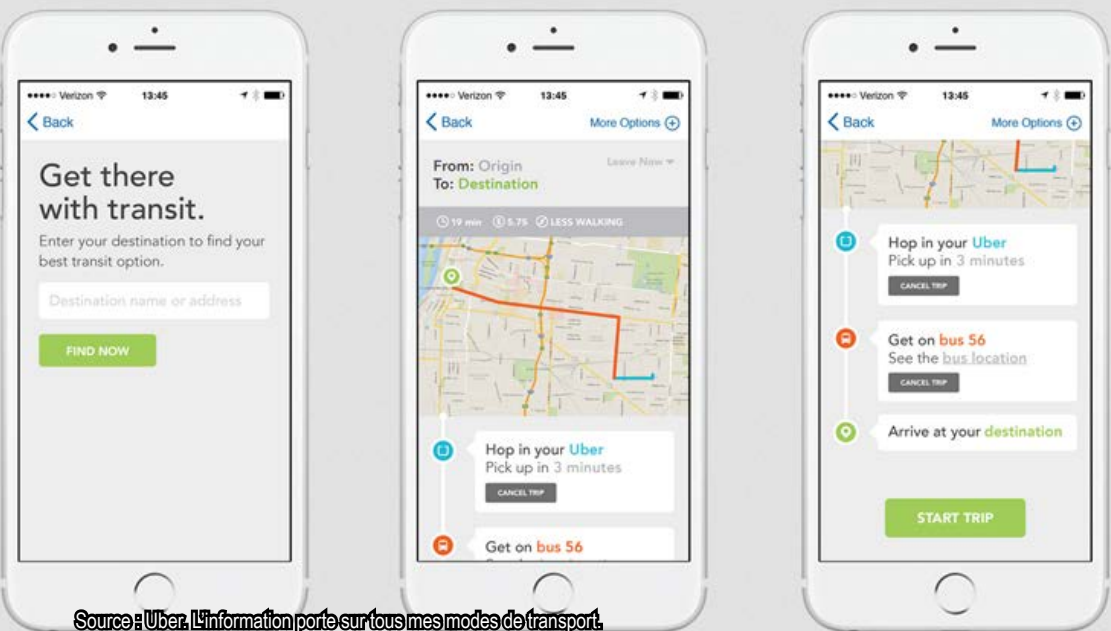 Verizon 13:45
Back
Get there
with transit.
Enter your destination to find your
best transit option.
Destination name or address
FIND NOW
Verizon 13:45
Back More Options
From: Origin Leave Now
To: Destination
19 min 5.75 LESS WALKING
Hop in your Uber
Pick up in 3 minutes
CANCEL TRIP
Get on bus 56
Verizon 13:45
Back More Options
Hop in your Uber
Pick up in 3 minutes
CANCEL TRIP
Get on bus 56
See the bus location
CANCEL TRIP
Arrive at your destination
START TRIP
Source : Uber. L'information porte sur tous mes modes de transport.